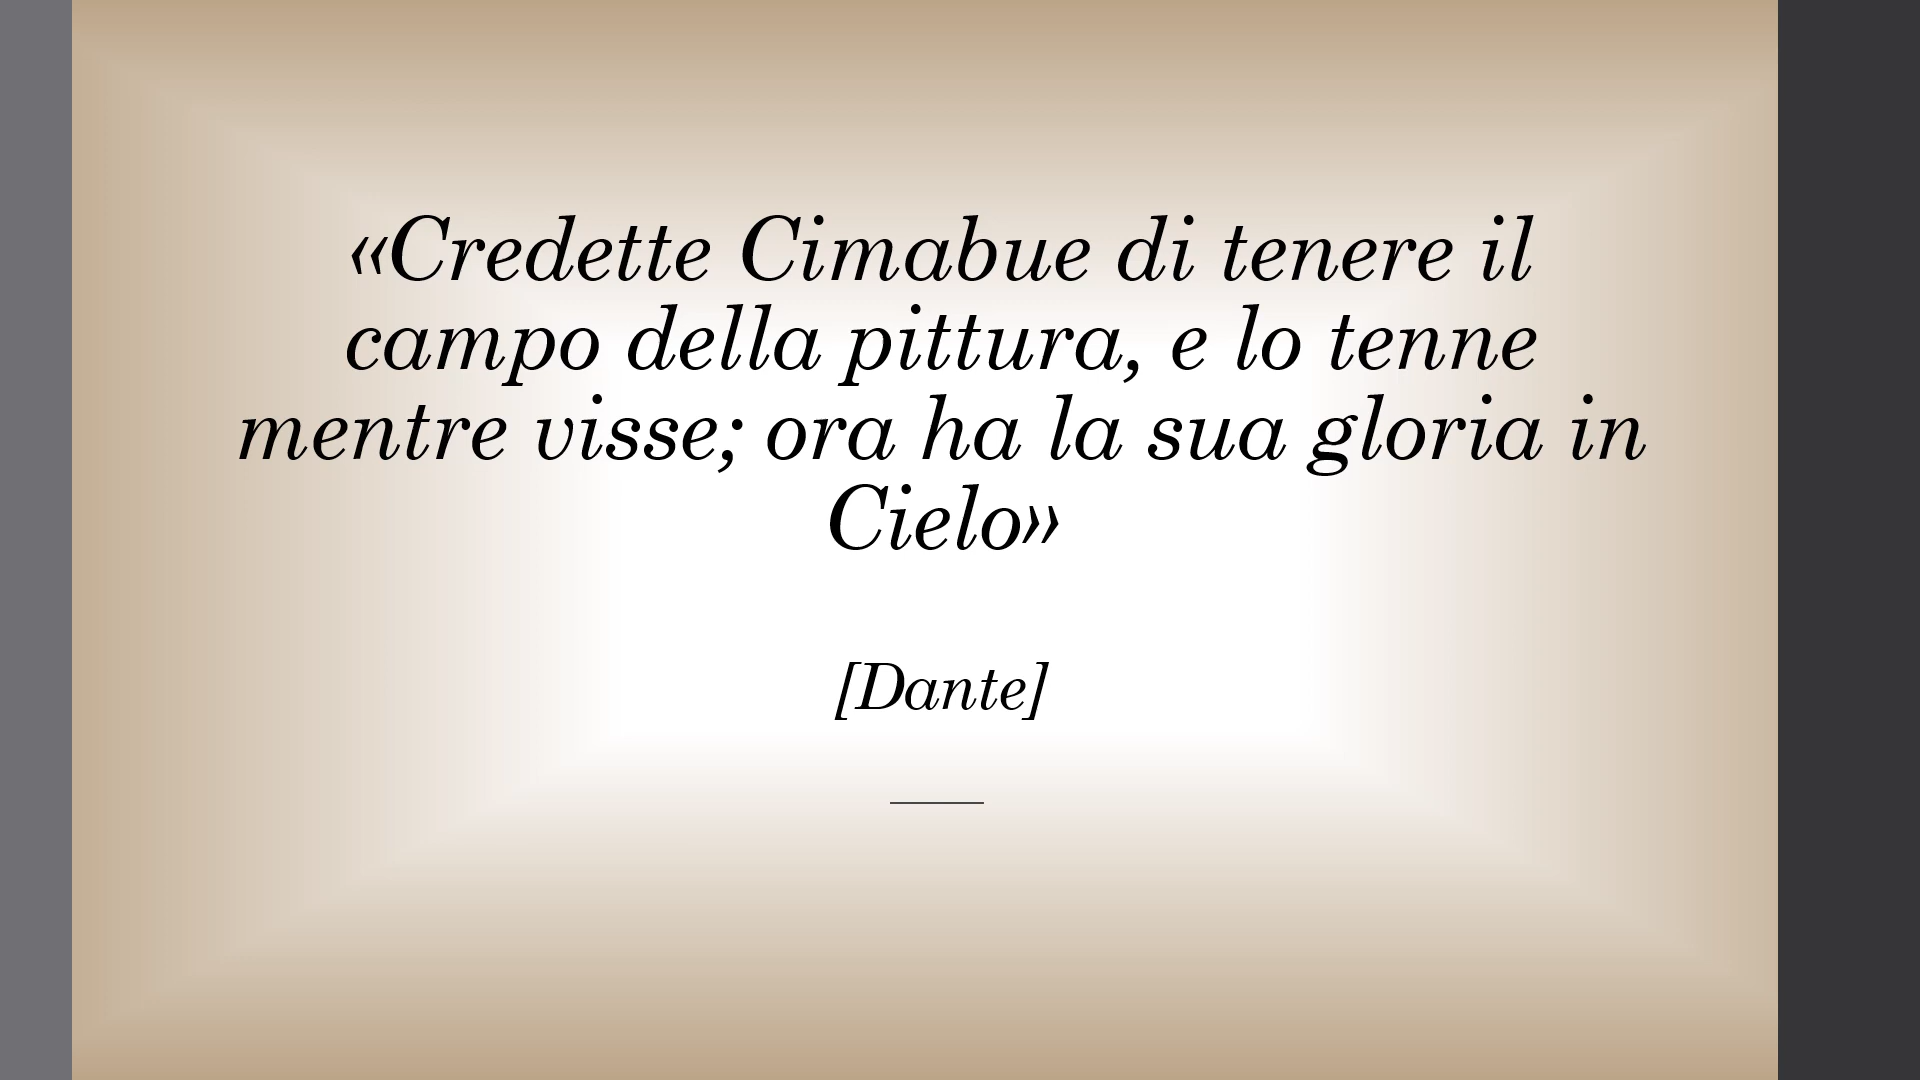 «Credette Cimabue di tenere il
campo della pittura, e lo tenne
mentre visse; ora ha la sua gloria in
Cielo»
[Dante]